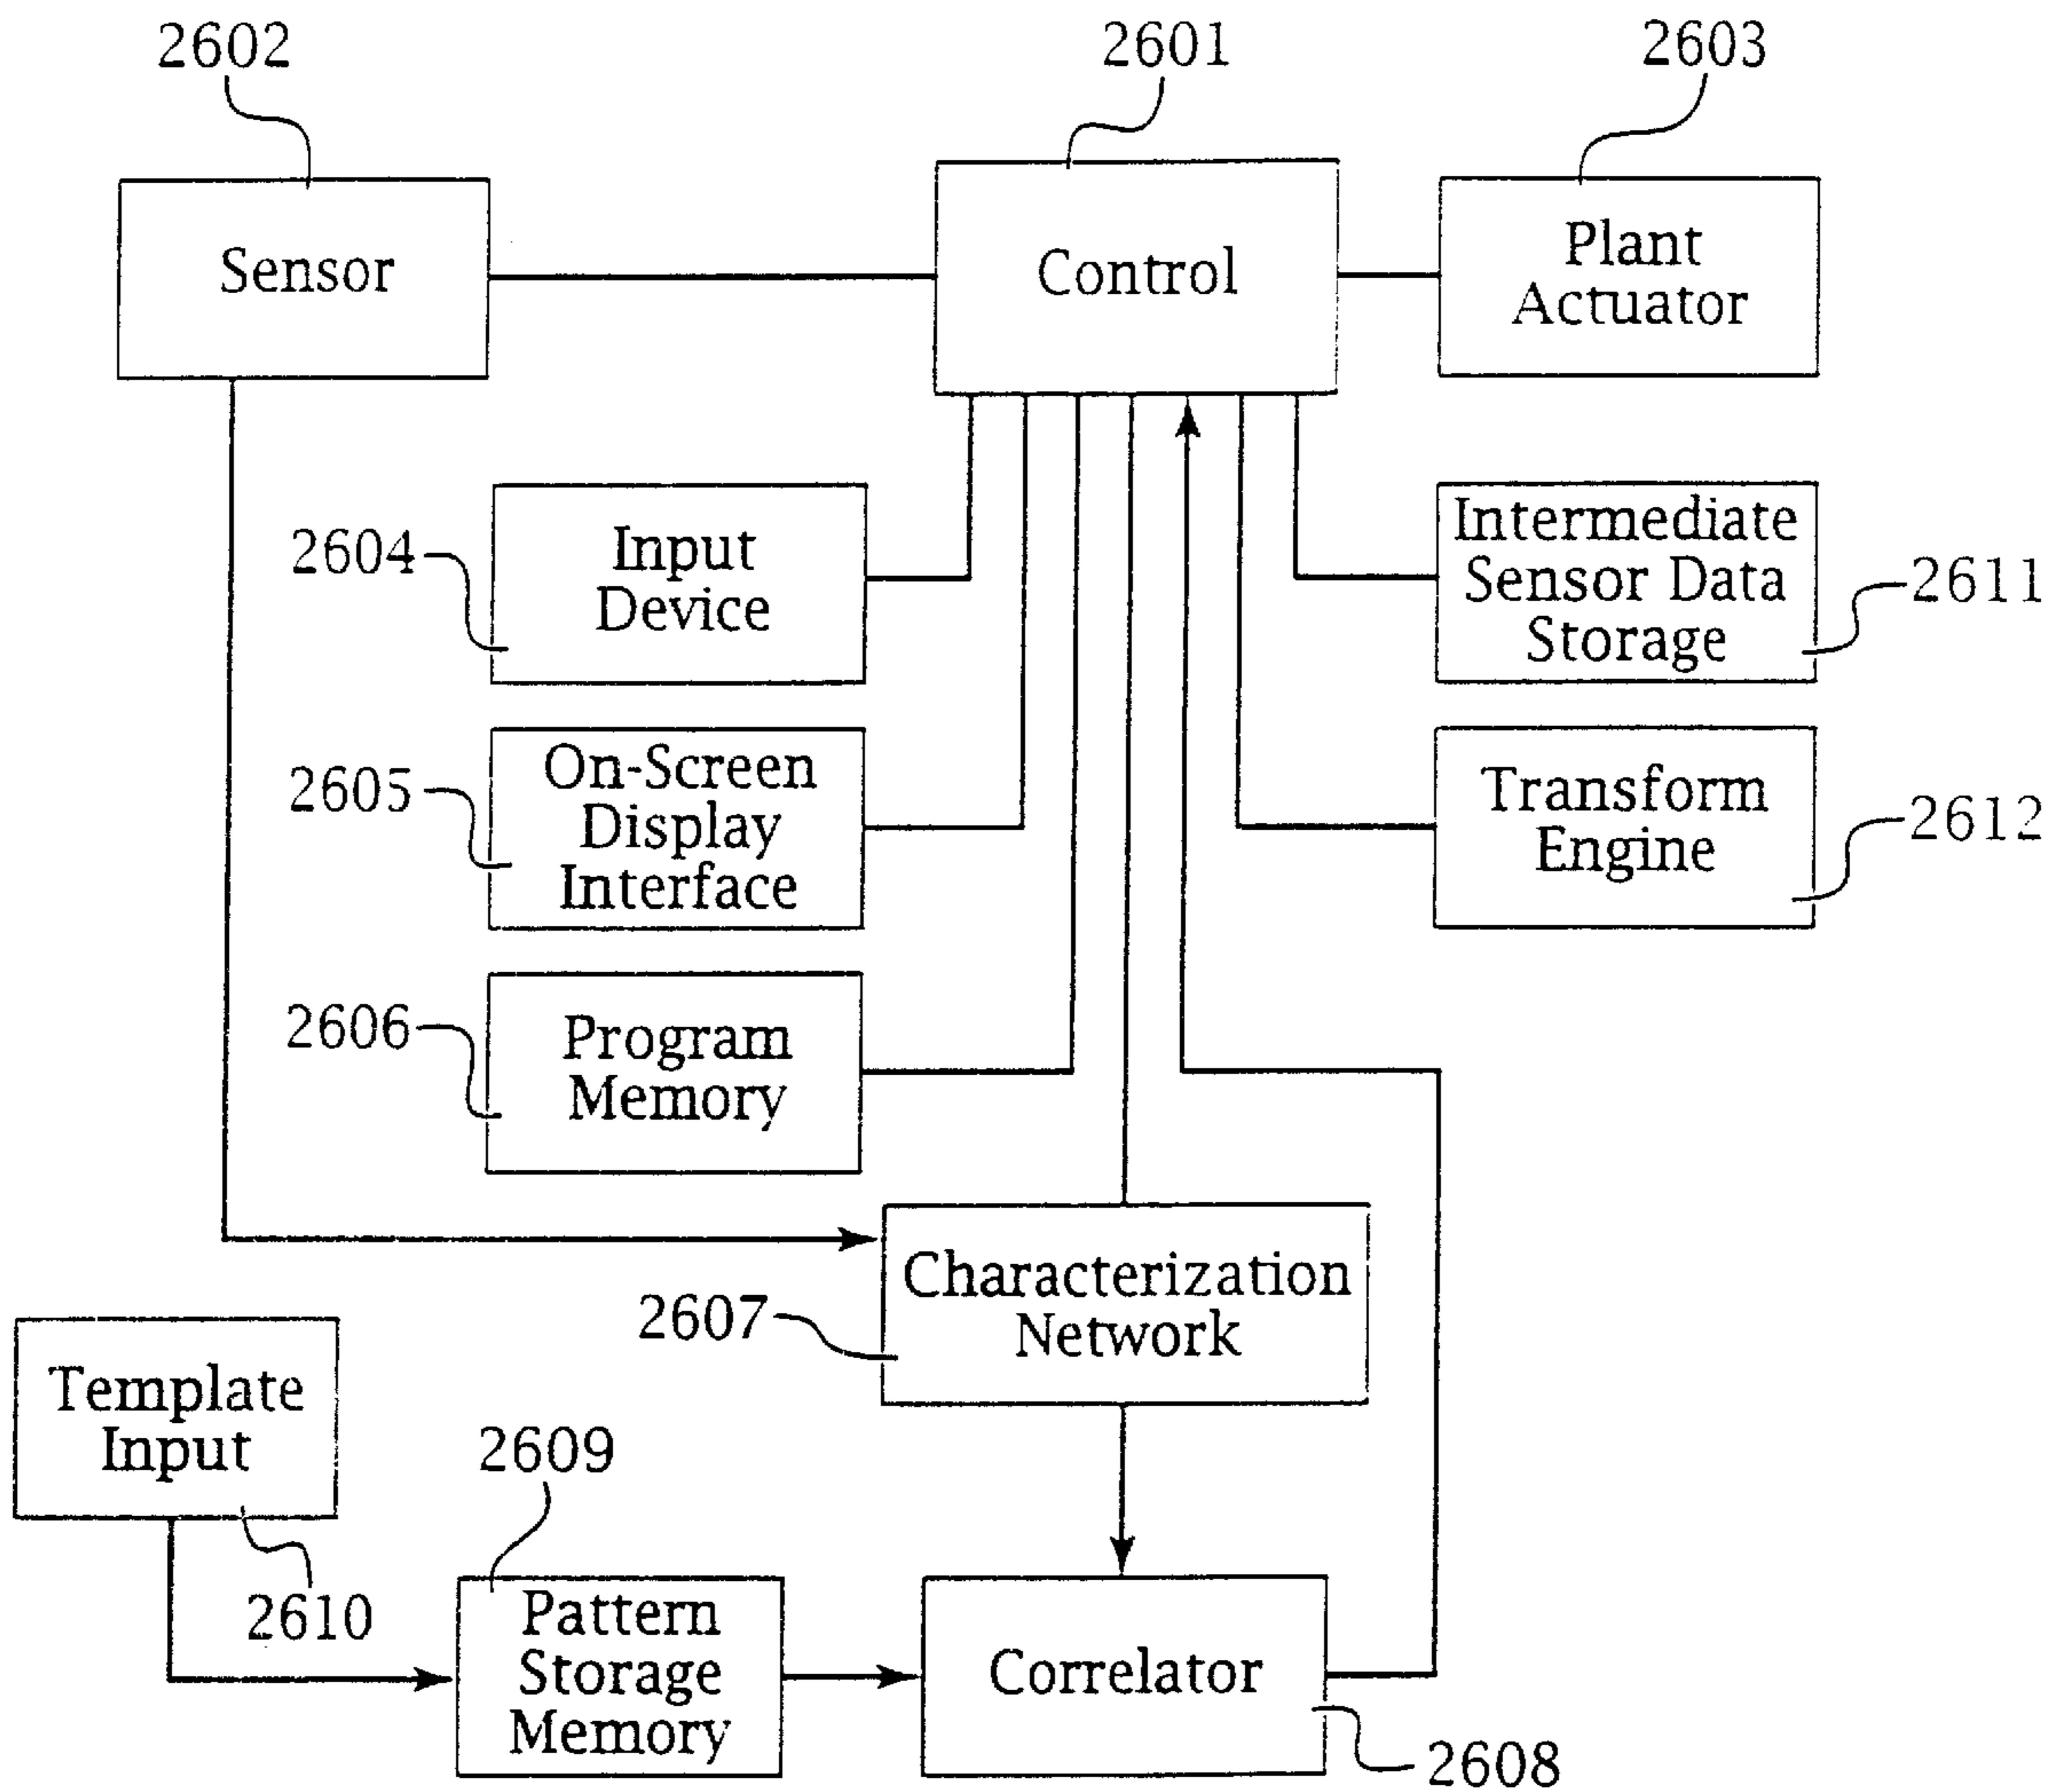 2602
2601
2603
Sensor
Control
Plant
Actuator
2604
Input
Device
Intermediate
Sensor Data
Storage
2611
2605
On-Screen
Display
Interface
Transform
Engine
2612
2606
Program
Memory
Characterization
Network
2607
Template
Input
2610
2609
Pattern
Storage
Memory
Correlator
2608